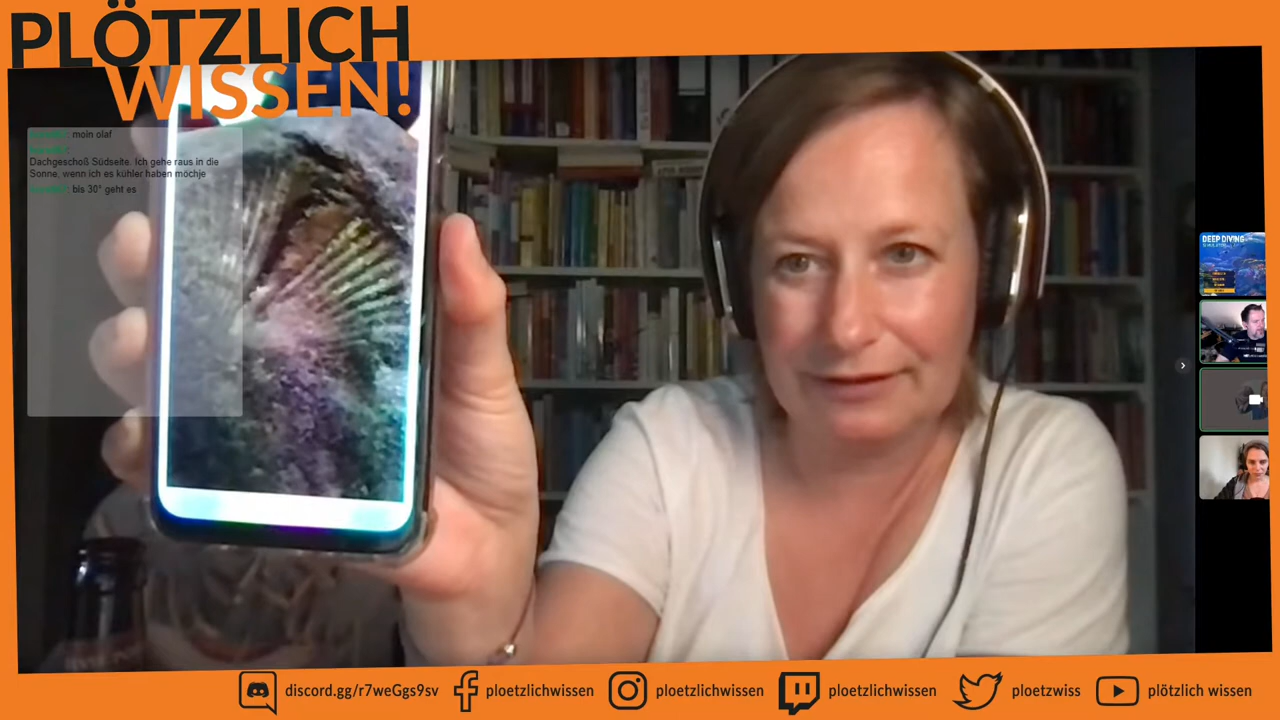 PLÖTZLICH
WISSEN!
: moin olaf
Dachgeschoß Südseite. Ich gehe raus in die
Sonne, wenn ich es kühler haben möchje
: bis 30° geht es
DEEP DIVING
discord.gg/r7weGgs9sv
ploetzlichwissen
ploetzlichwissen
ploetzlichwissen
ploetzwiss
plötzlich wissen